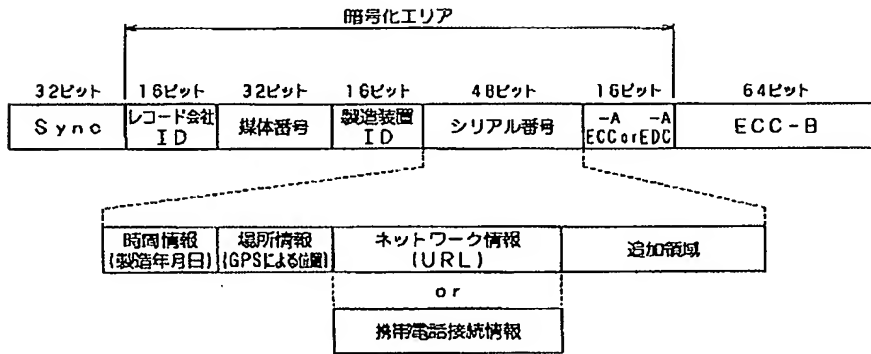 暗号化エリア
32ビット 16ビット 32ビット 16ビット 48ビット 16ビット 64ビット
Sync レコード会社ID 媒体番号 製造装置ID シリアル番号 -A -A ECCorEDC ECC-B
時間情報 場所情報 ネットワーク情報 追加領域
(製造年月日) (GPSによる位置) (URL)
or
携帯電話接続情報